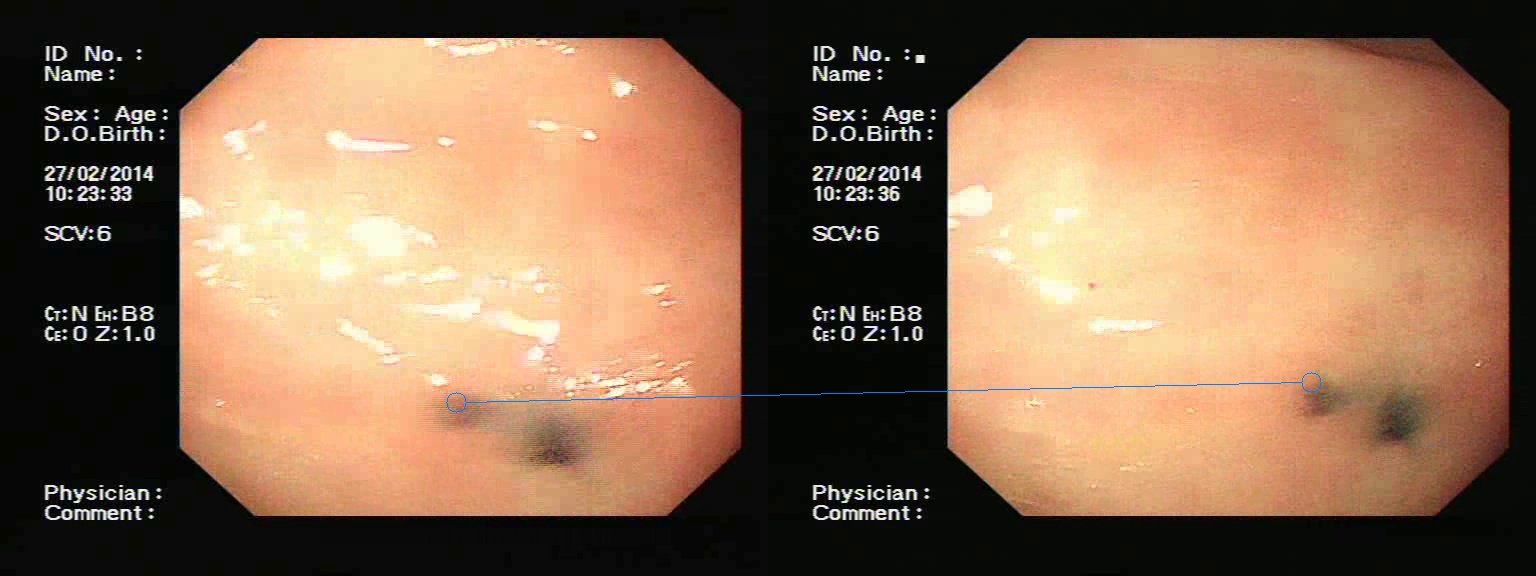 ID No. :
Name :
Sex: Age:
D.O.Birth:
27/02/2014
10:23:33
SCV:6
CT:N EH:B8
CE:0 Z:1.0
Physician:
Comment:
ID No. :
Name :
Sex: Age:
D.O.Birth:
27/02/2014
10:23:36
SCV:6
CT:N EH:B8
CE:0 Z:1.0
Physician:
Comment: